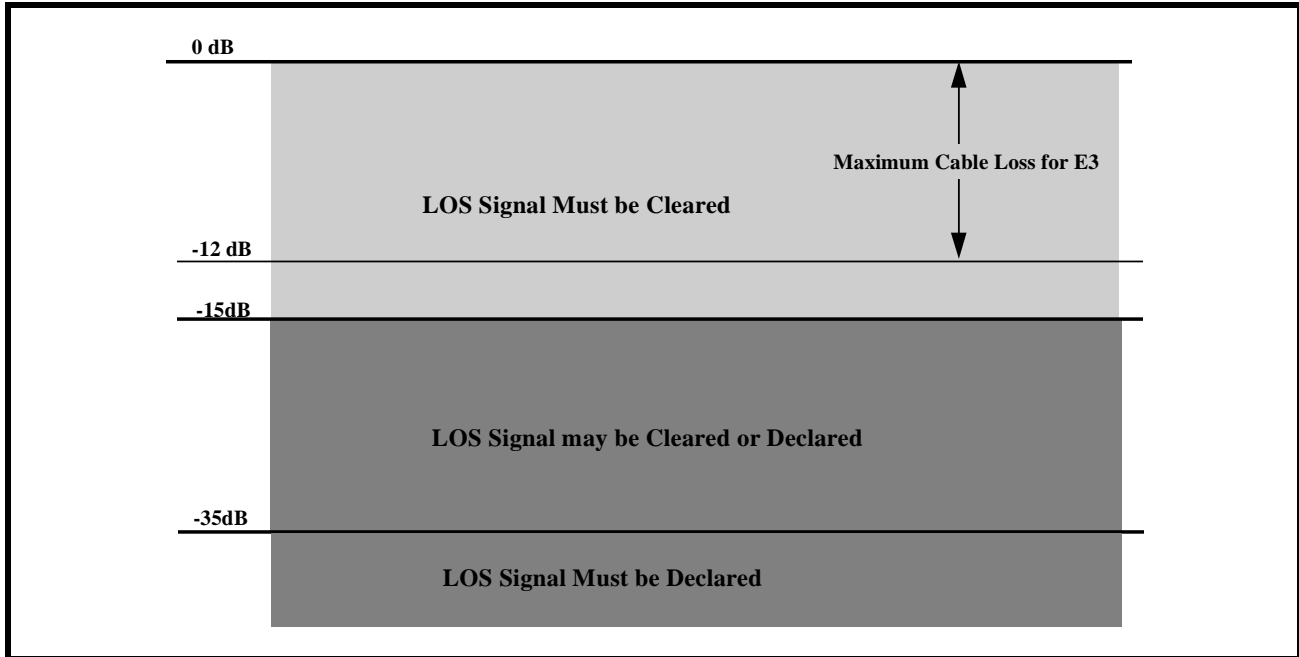 0 dB
Maximum Cable Loss for E3
LOS Signal Must be Cleared
-12 dB
-15dB
LOS Signal may be Cleared or Declared
-35dB
LOS Signal Must be Declared